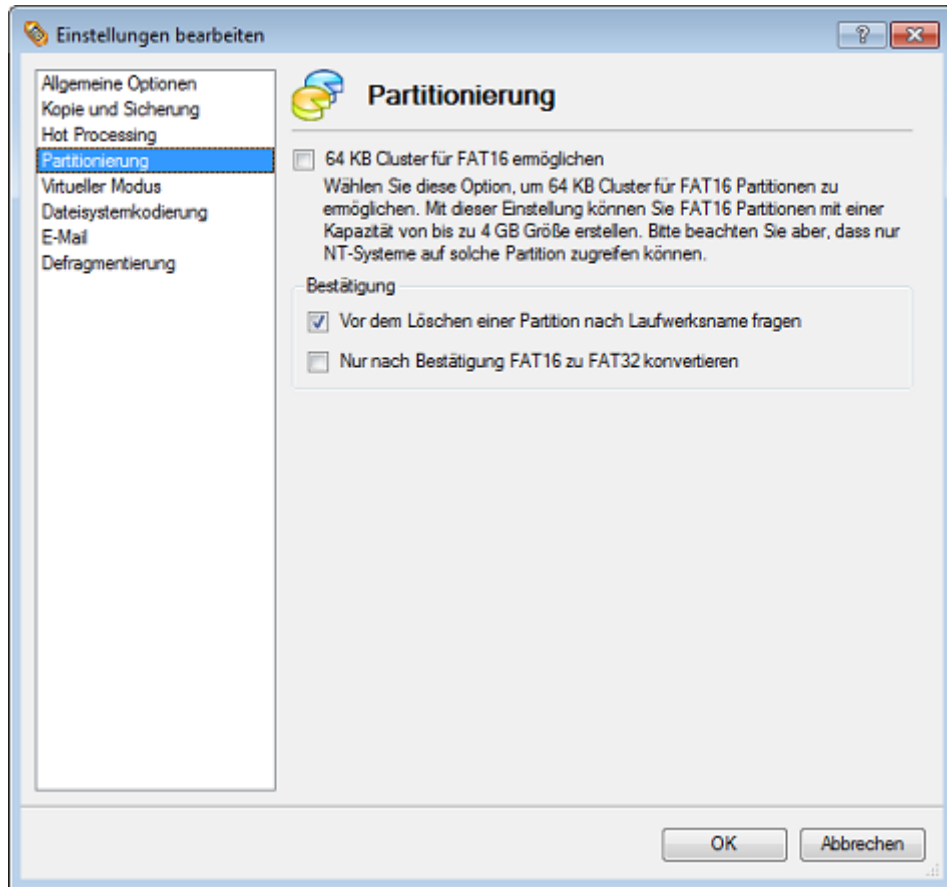 Einstellungen bearbeiten
Allgemeine Optionen
Kopie und Sicherung
Hot Processing
Partitionierung
Virtueller Modus
Dateisystemkodierung
E-Mail
Defragmentierung
Partitionierung
64 KB Cluster für FAT16 ermöglichen
Wählen Sie diese Option, um 64 KB Cluster für FAT16 Partitionen zu
ermöglichen. Mit dieser Einstellung können Sie FAT16 Partitionen mit einer
Kapazität von bis zu 4 GB Größe erstellen. Bitte beachten Sie aber, dass nur
NT-Systeme auf solche Partition zugreifen können.
Bestätigung
Vor dem Löschen einer Partition nach Laufwerksname fragen
Nur nach Bestätigung FAT16 zu FAT32 konvertieren
OK
Abbrechen